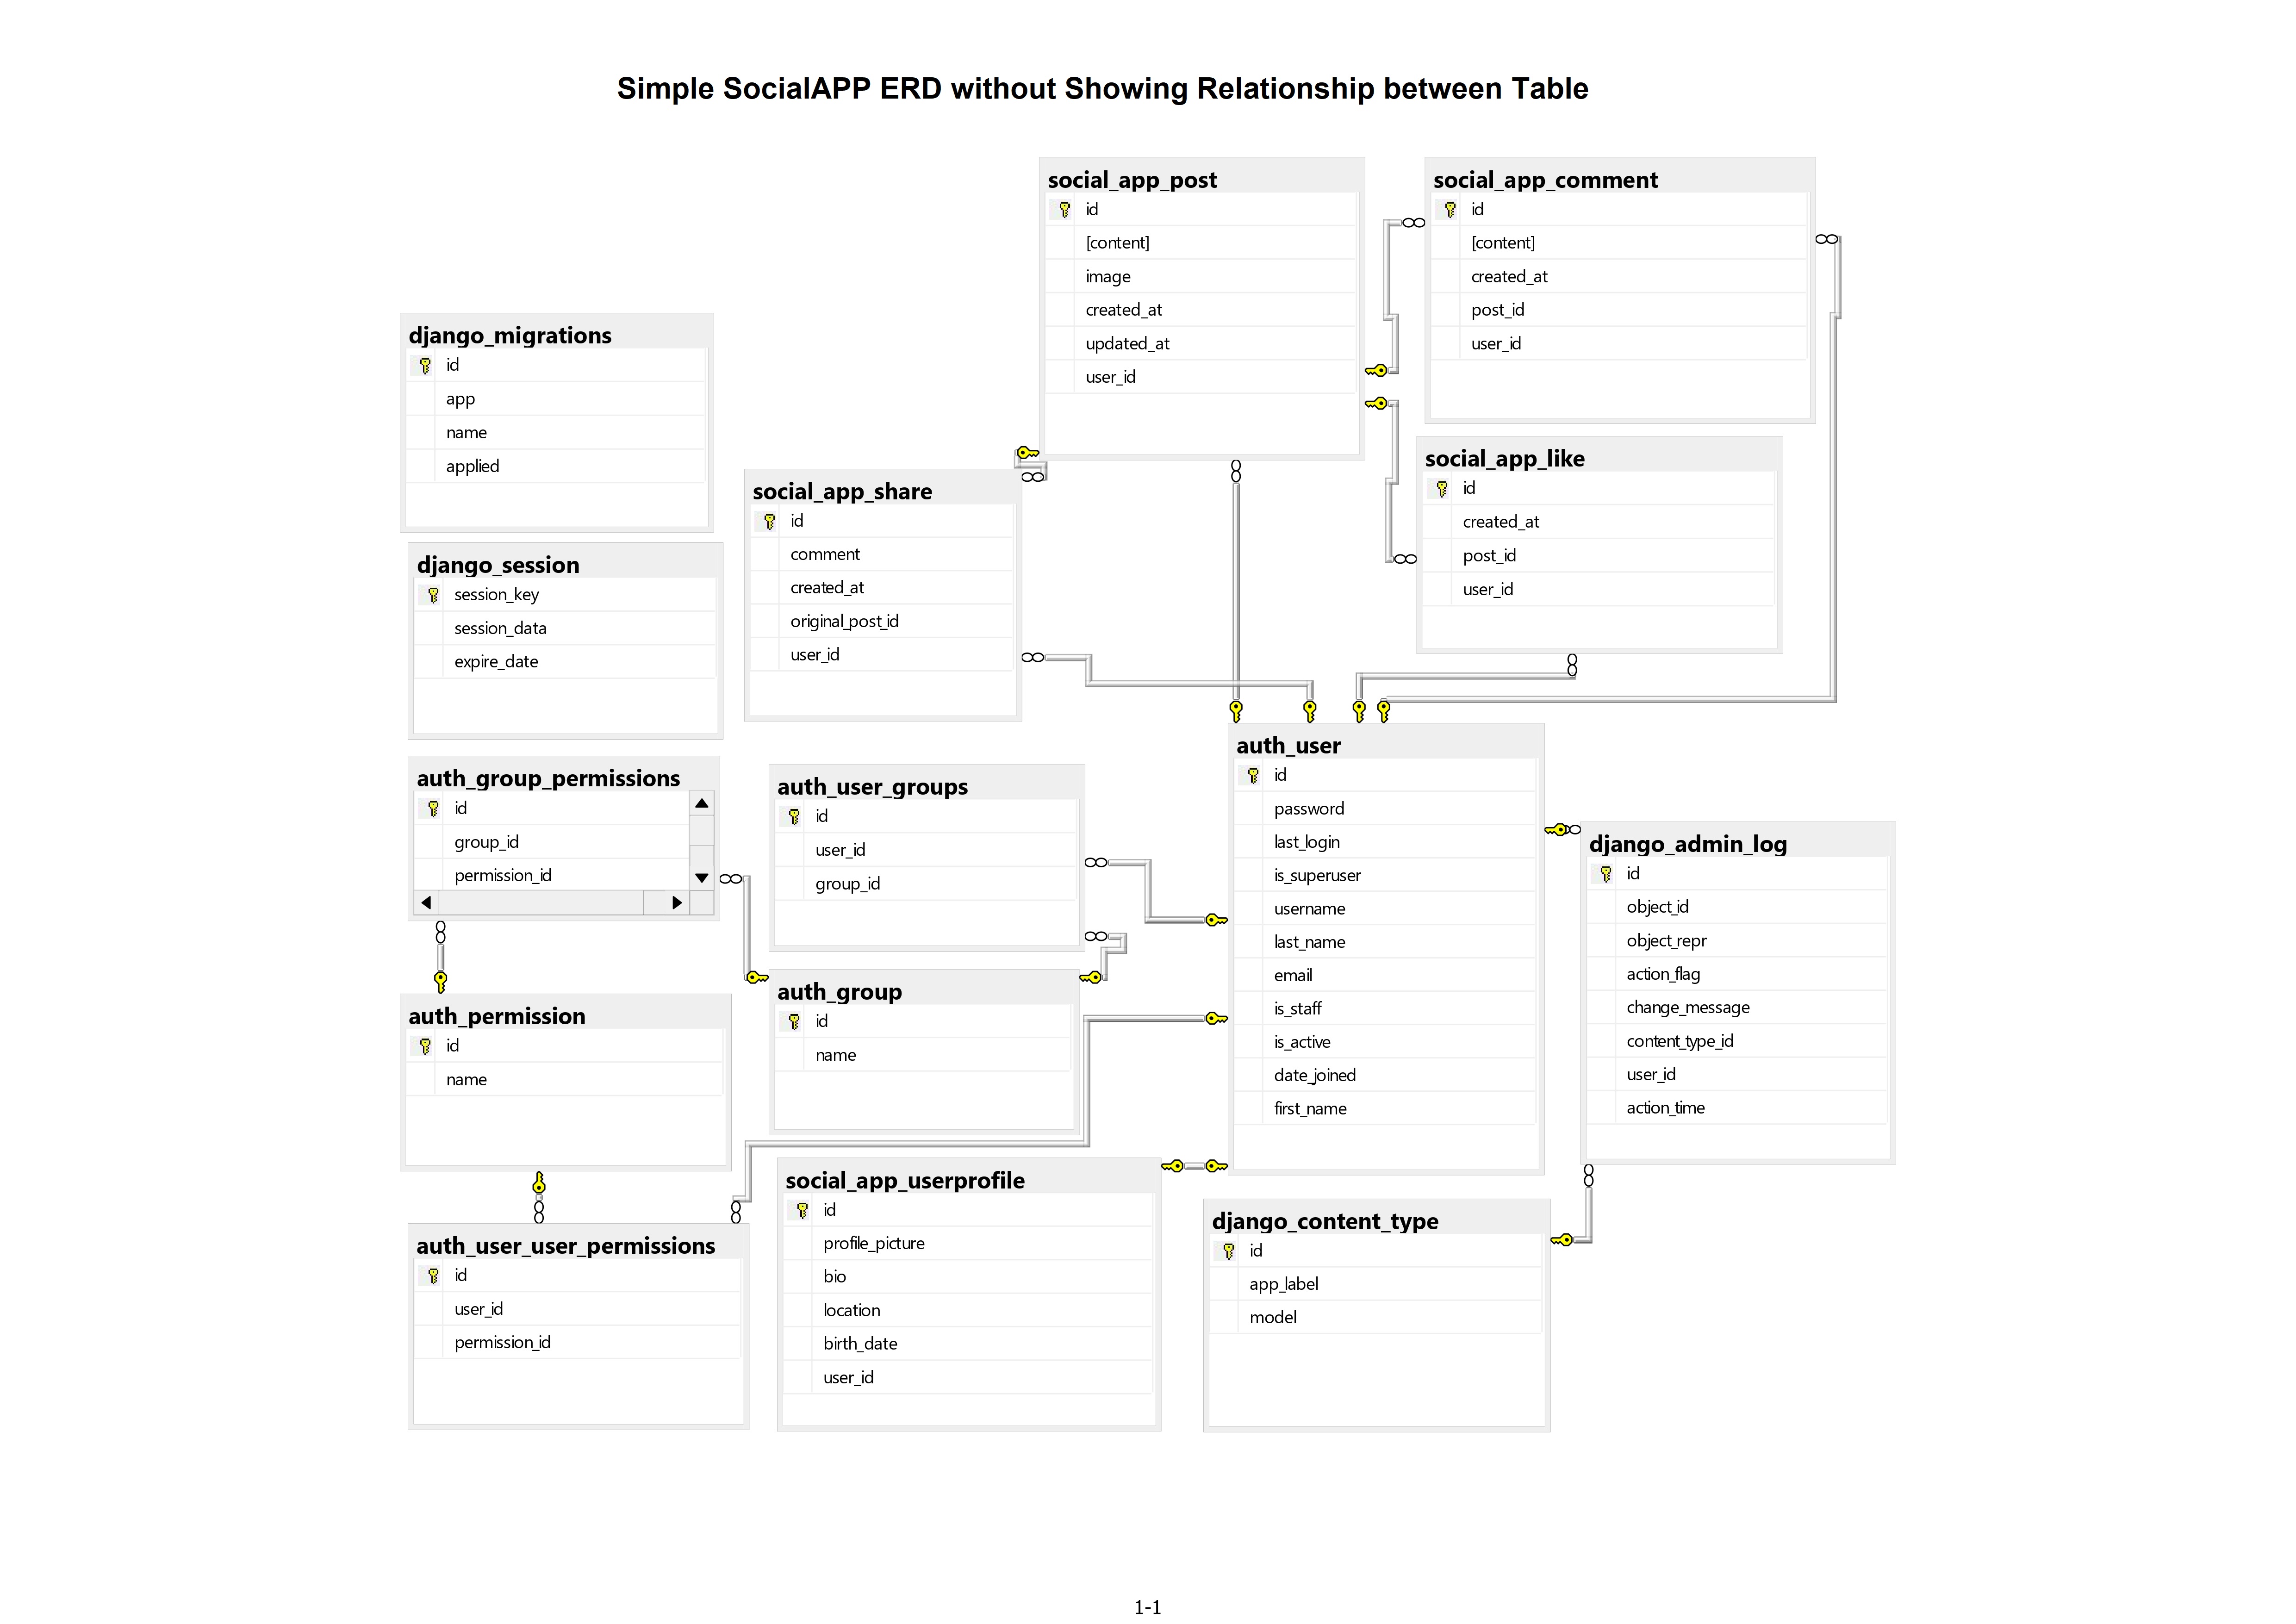 Simple SocialAPP ERD without Showing Relationship between Table
social_app_post
id
[content]
image
created_at
updated_at
user_id
social_app_comment
id
[content]
created_at
post_id
user_id
django_migrations
id
app
name
applied
social_app_like
id
created_at
post_id
user_id
social_app_share
id
comment
created_at
original_post_id
user_id
django_session
session_key
session_data
expire_date
auth_group_permissions
id
group_id
permission_id
auth_user_groups
id
user_id
group_id
auth_user
id
password
last_login
is_superuser
username
last_name
email
is_staff
is_active
date_joined
first_name
django_admin_log
id
object_id
object_repr
action_flag
change_message
content_type_id
user_id
action_time
auth_group
id
name
auth_permission
id
name
social_app_userprofile
id
profile_picture
bio
location
birth_date
user_id
django_content_type
id
app_label
model
auth_user_user_permissions
id
user_id
permission_id
1-1